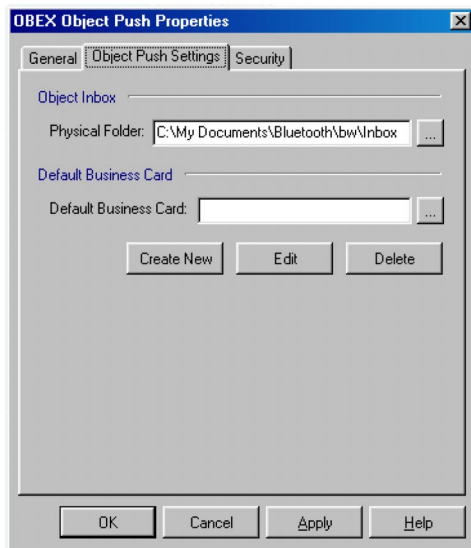 OBEX Object Push Properties
General Object Push Settings Security
Object Inbox
Physical Folder: C:\My Documents\Bluetooth\bw\Inbox ...
Default Business Card
Default Business Card: ...
Create New Edit Delete
OK Cancel Apply Help